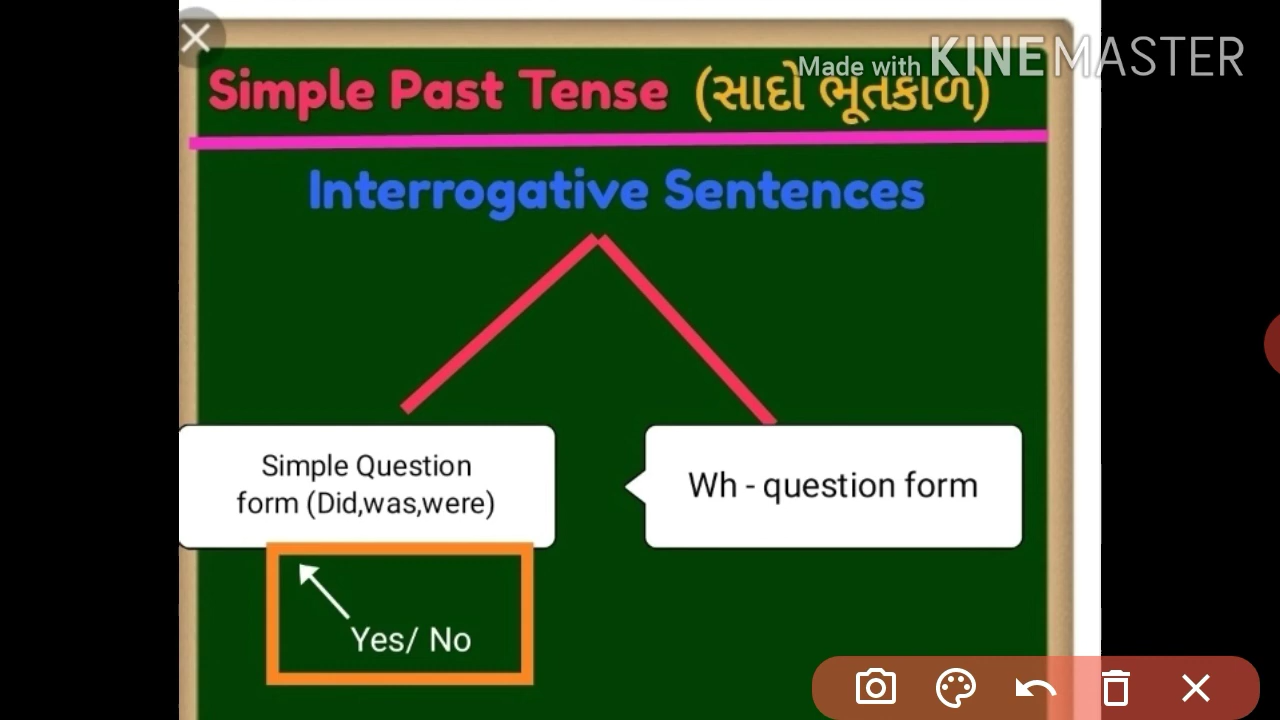 Made with KINEMASTER
Simple Past Tense (સાદો ભૂતકાળ)
Interrogative Sentences
Simple Question
form (Did,was,were)
Wh - question form
Yes/ No